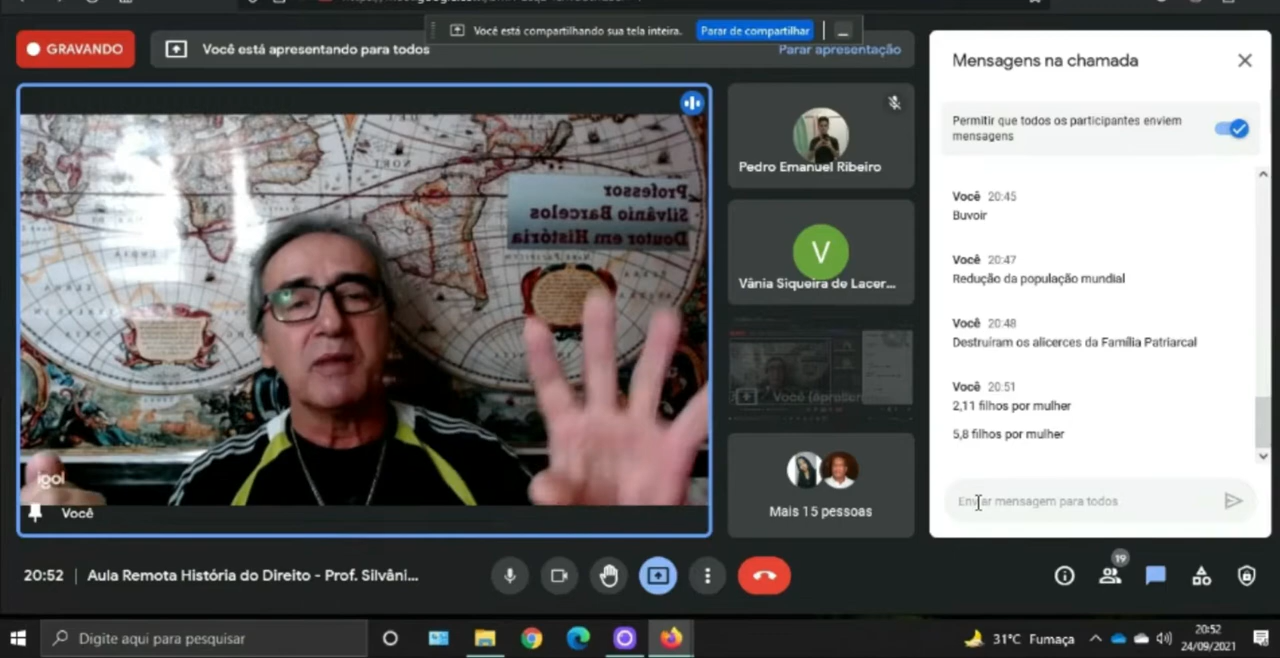 Você está compartilhando sua tela inteira.
Parar de compartilhar
GRAVANDO
Você está apresentando para todos
Parar apresentação
Professor
Silvânio Barcelos
Doutor em História
igol
Você
Pedro Emanuel Ribeiro
V
Vânia Siqueira de Lacer...
Mais 15 pessoas
Mensagens na chamada
Permitir que todos os participantes enviem
mensagens
Você 20:45
Buvoir
Você 20:47
Redução da população mundial
Você 20:48
Destruíram os alicerces da Família Patriarcal
Você 20:51
2,11 filhos por mulher
5,8 filhos por mulher
Enviar mensagem para todos
20:52 | Aula Remota História do Direito - Prof. Silvâni...
19
Digite aqui para pesquisar
31°C Fumaça
20:52
24/09/2021